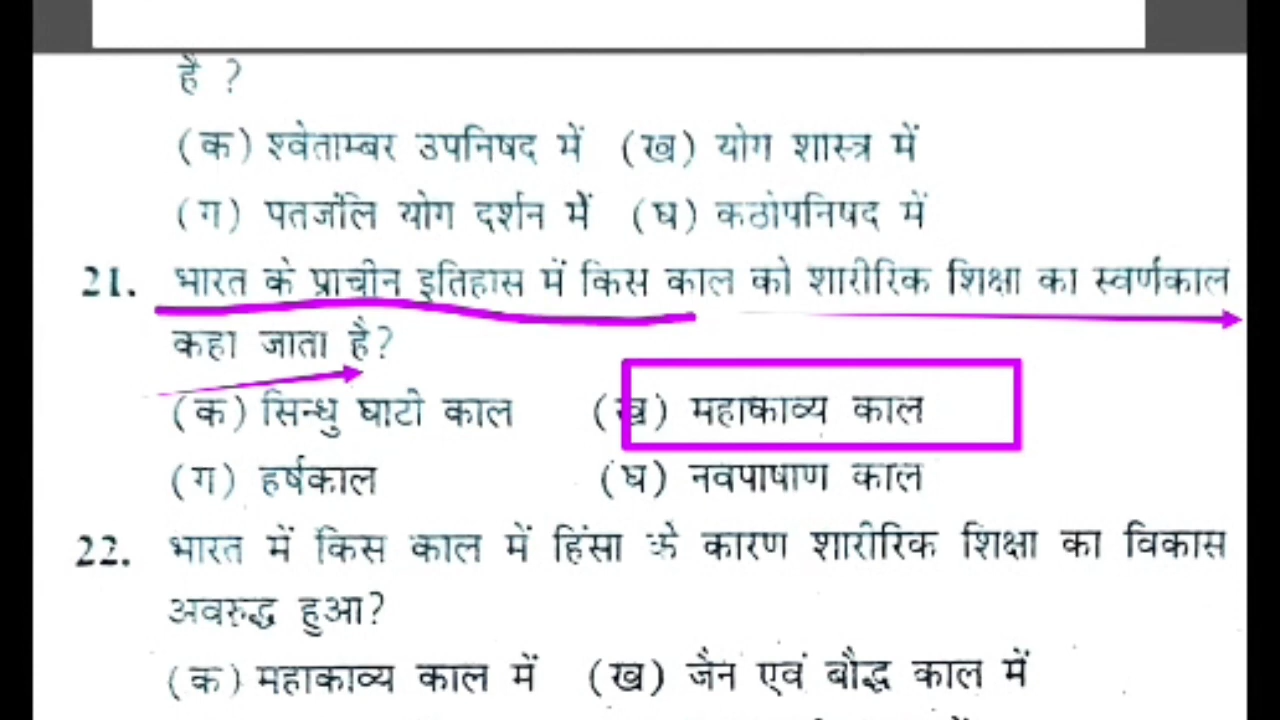 है ?
(क) श्वेताम्बर उपनिषद में (ख) योग शास्त्र में
(ग) पतजंलि योग दर्शन में (घ) कठोपनिषद में
21. भारत के प्राचीन इतिहास में किस काल को शारीरिक शिक्षा का स्वर्णकाल
कहा जाता है?
(क) सिन्धु घाटी काल (ख) महाकाव्य काल
(ग) हर्षकाल (घ) नवपाषाण काल
22. भारत में किस काल में हिंसा के कारण शारीरिक शिक्षा का विकास
अवरुद्ध हुआ?
(क) महाकाव्य काल में (ख) जैन एवं बौद्ध काल में